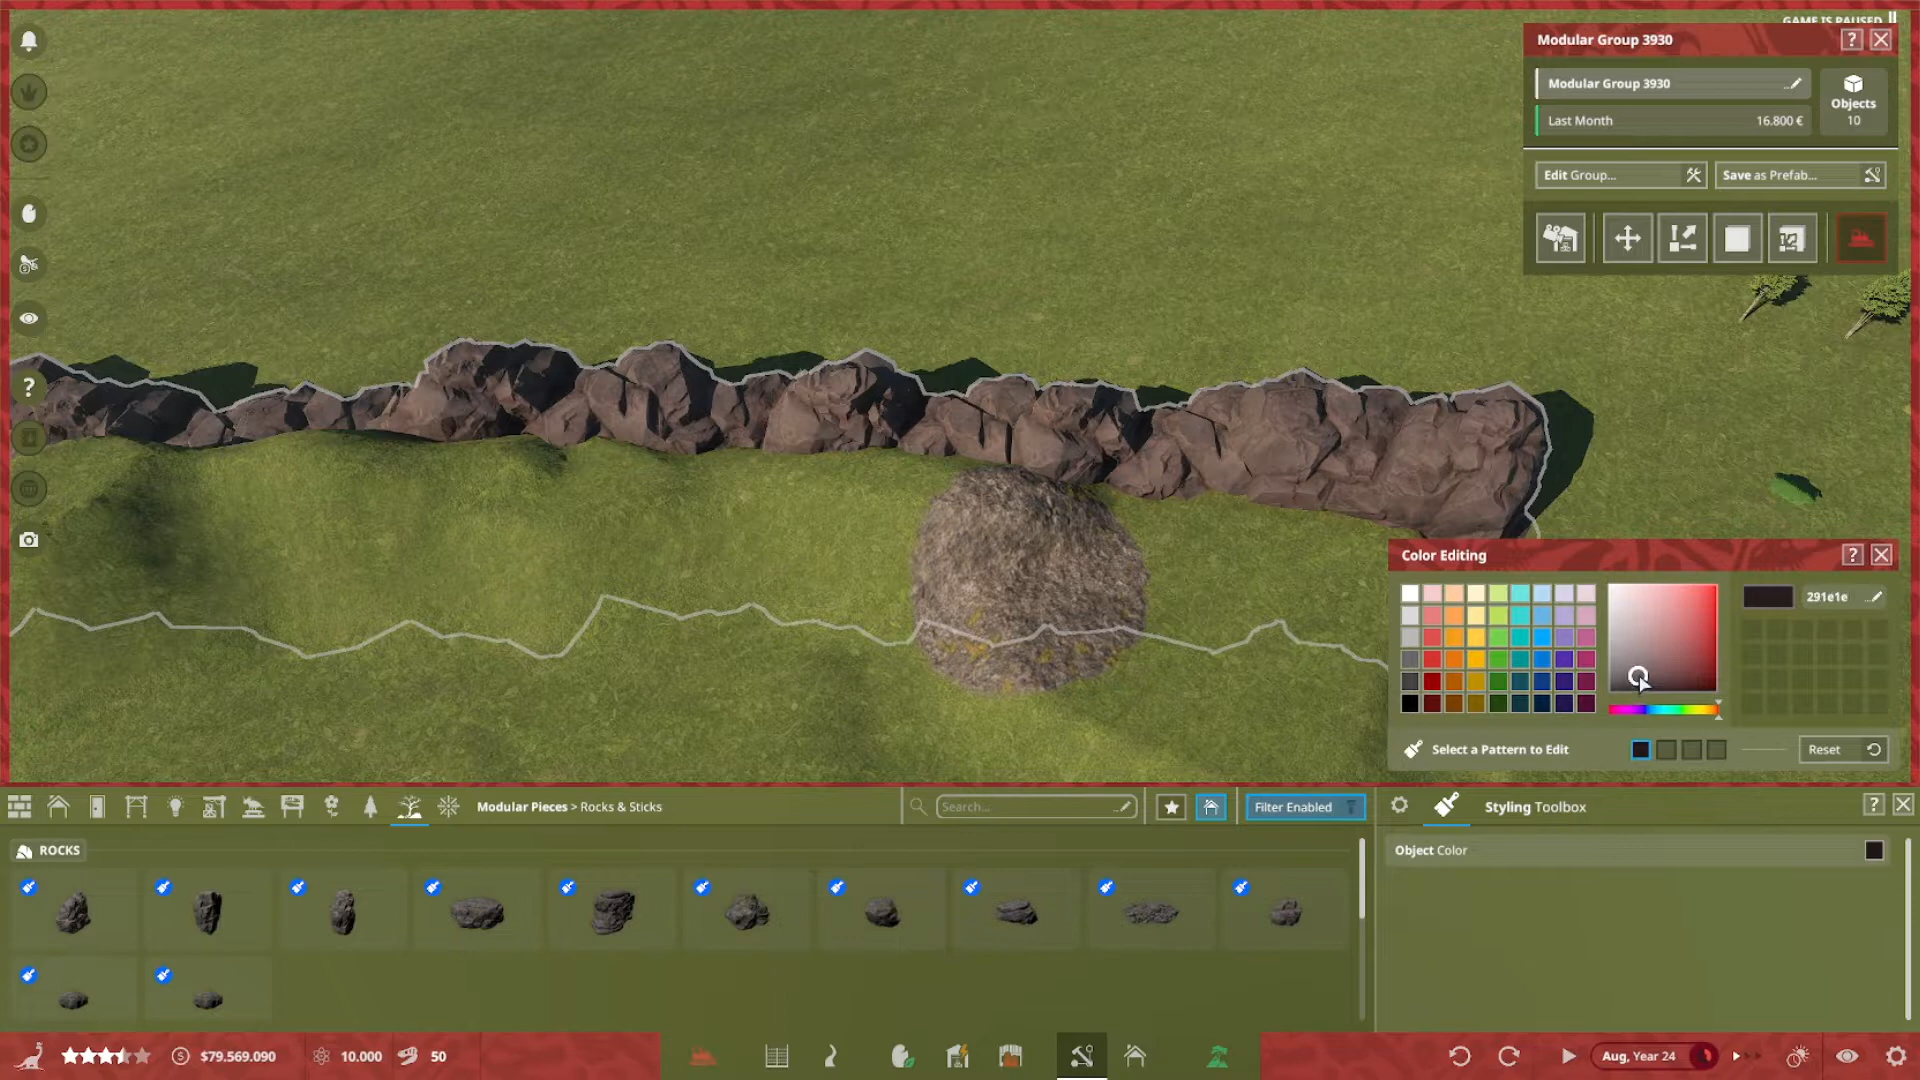 GAME IS PAUSED
Modular Group 3930
?
Modular Group 3930
Objects
10
Last Month 16.800 €
Edit Group...
Save as Prefab...
?
Color Editing
?
291e1e
Select a Pattern to Edit
Reset
Modular Pieces > Rocks & Sticks
Search...
Filter Enabled
Styling Toolbox
?
ROCKS
Object Color
$79.569.090
10.000
50
Aug, Year 24